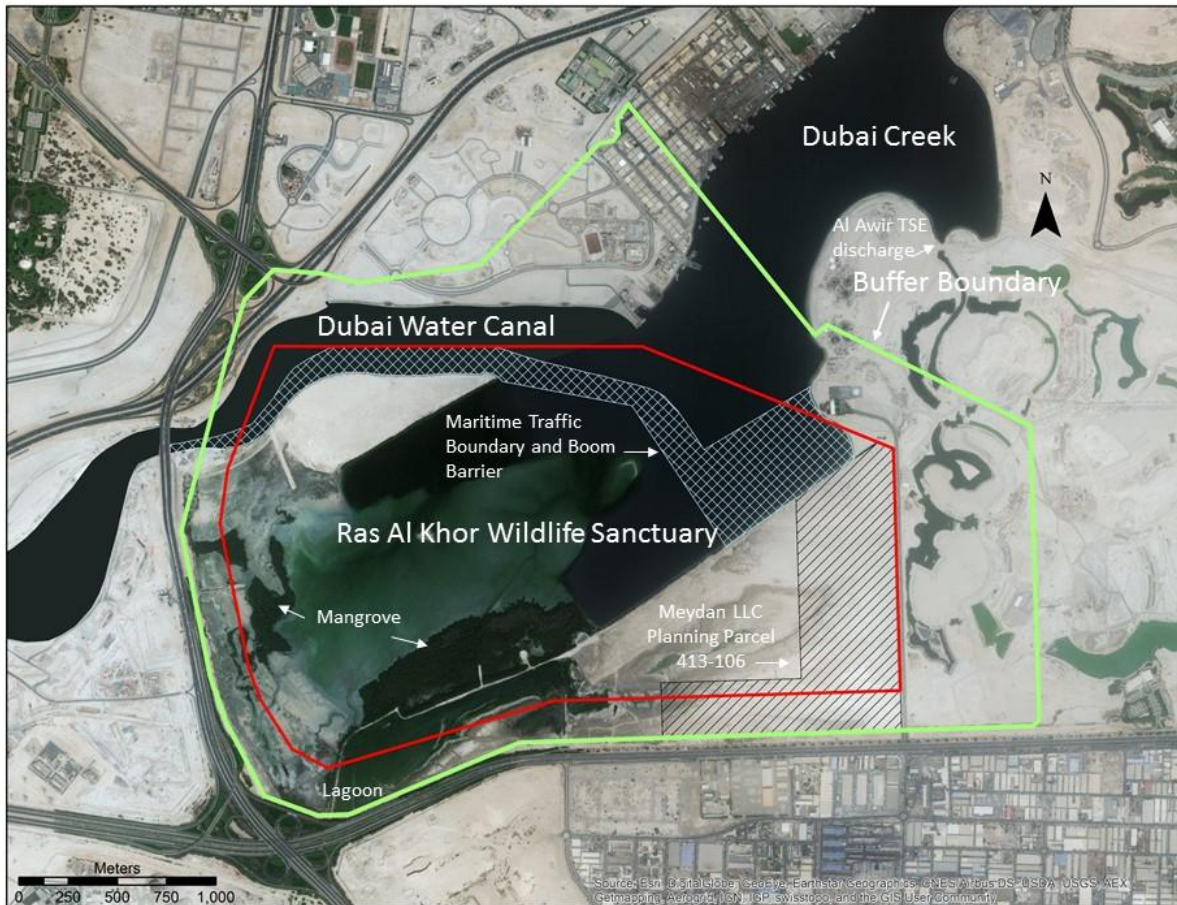 Dubai Creek
N
Al Awir TSE
discharge
Buffer Boundary
Dubai Water Canal
Maritime Traffic
Boundary and Boom
Barrier
Ras Al Khor Wildlife Sanctuary
Mangrove
Meydan LLC
Planning Parcel
413-106
Lagoon
Meters
0 250 500 750 1,000
Source: Esri, DigitalGlobe, GeoEye, Earthstar Geographics, CNES/Airbus DS, USDA, USGS, AEX,
Getmapping, Aerogrid, IGN, IGP, swisstopo, and the GIS User Community